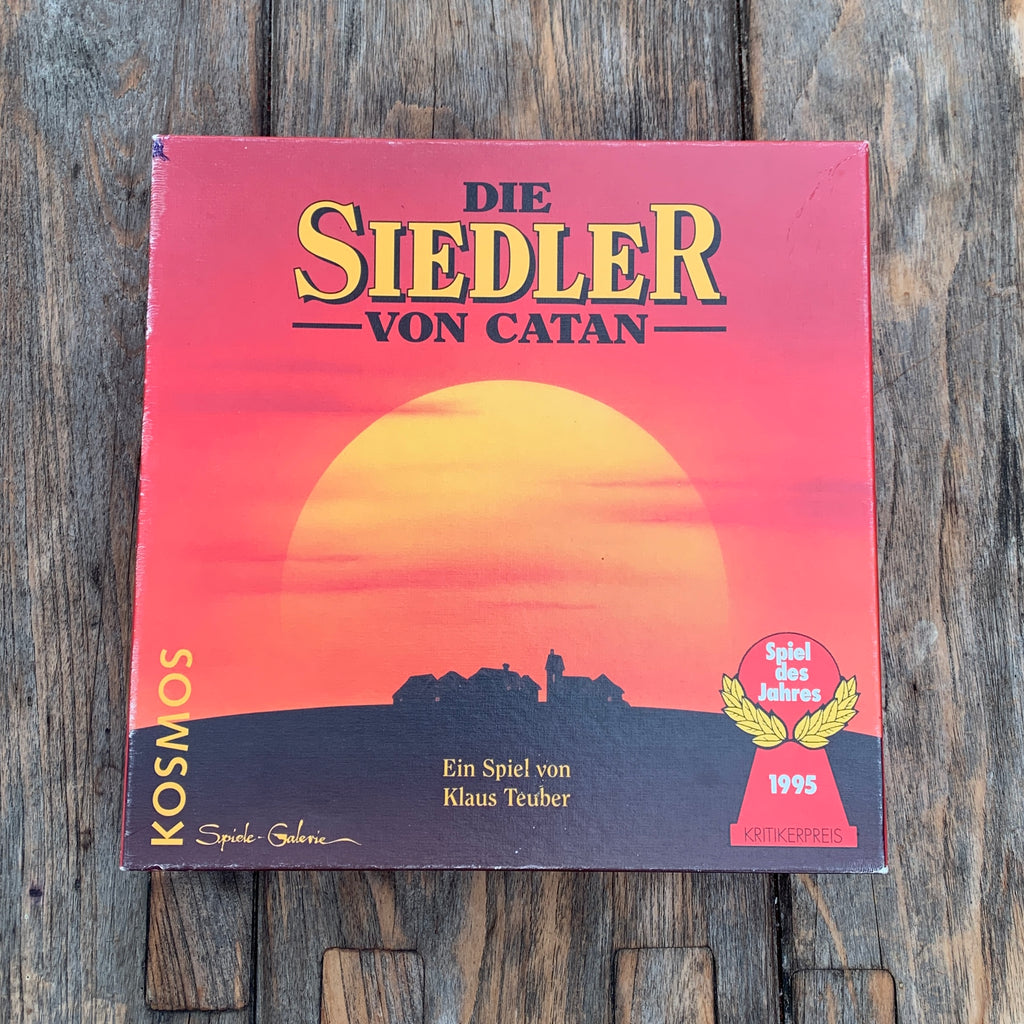 DIE
SIEDLER
VON CATAN
Spiel
des
Jahres
1995
KRITIKERPREIS
Ein Spiel von
Klaus Teuber
KOSMOS
Spiele-Galerie